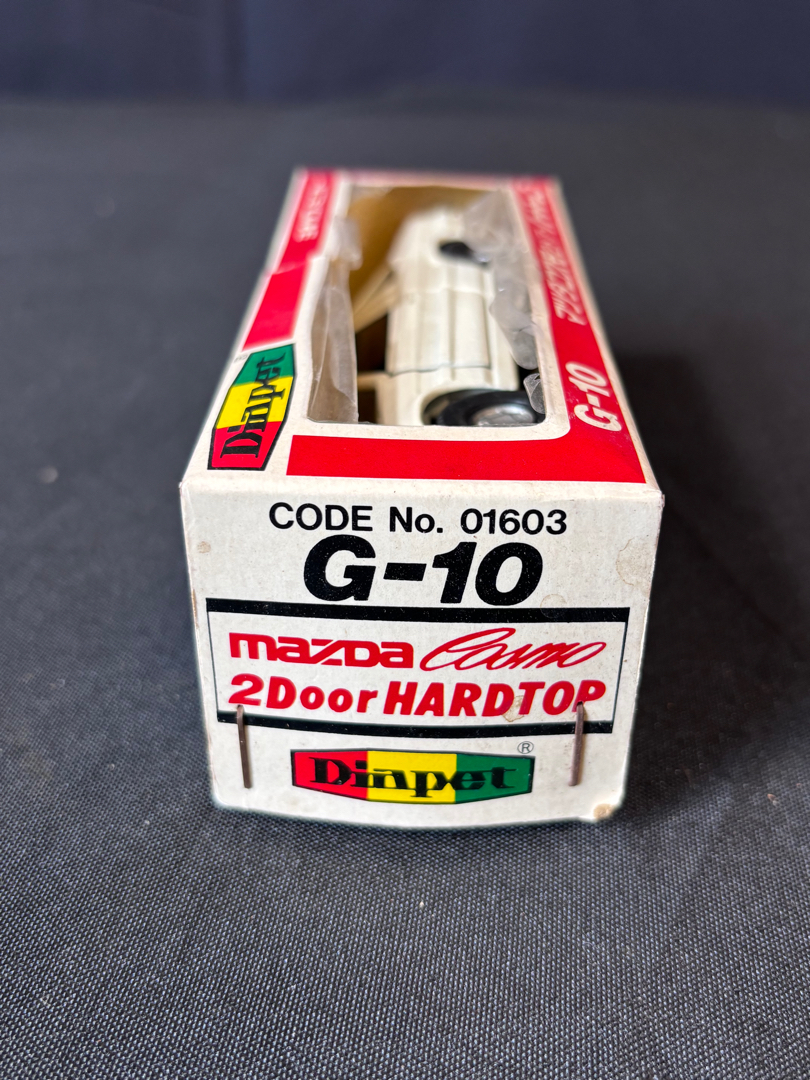 Diapet
G-10
CODE No. 01603
G-10
mazda Cosmo
2Door HARDTOP
Diapet®